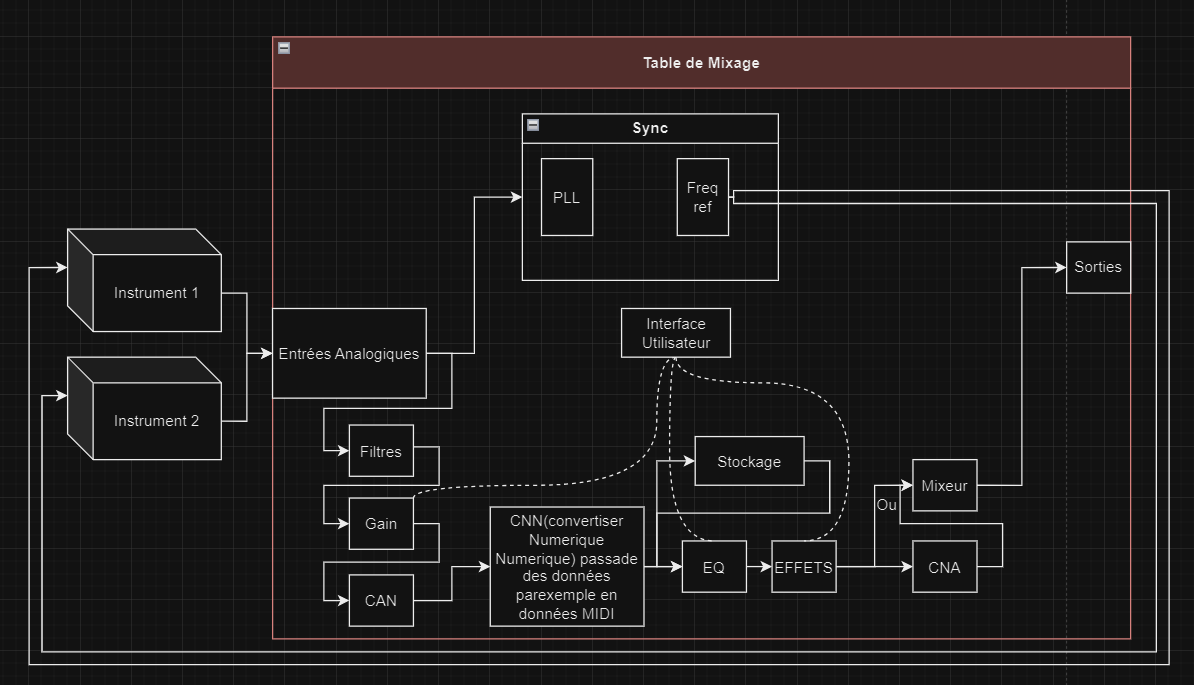 Table de Mixage
Sync
PLL
Freq
ref
Instrument 1
Sorties
Entrées Analogiques
Interface
Utilisateur
Instrument 2
Filtres
Stockage
Gain
Mixeur
Ou
CNN(convertiser
Numerique
Numerique) passade
des données
parexemple en
données MIDI
EQ
EFFETS
CNA
CAN